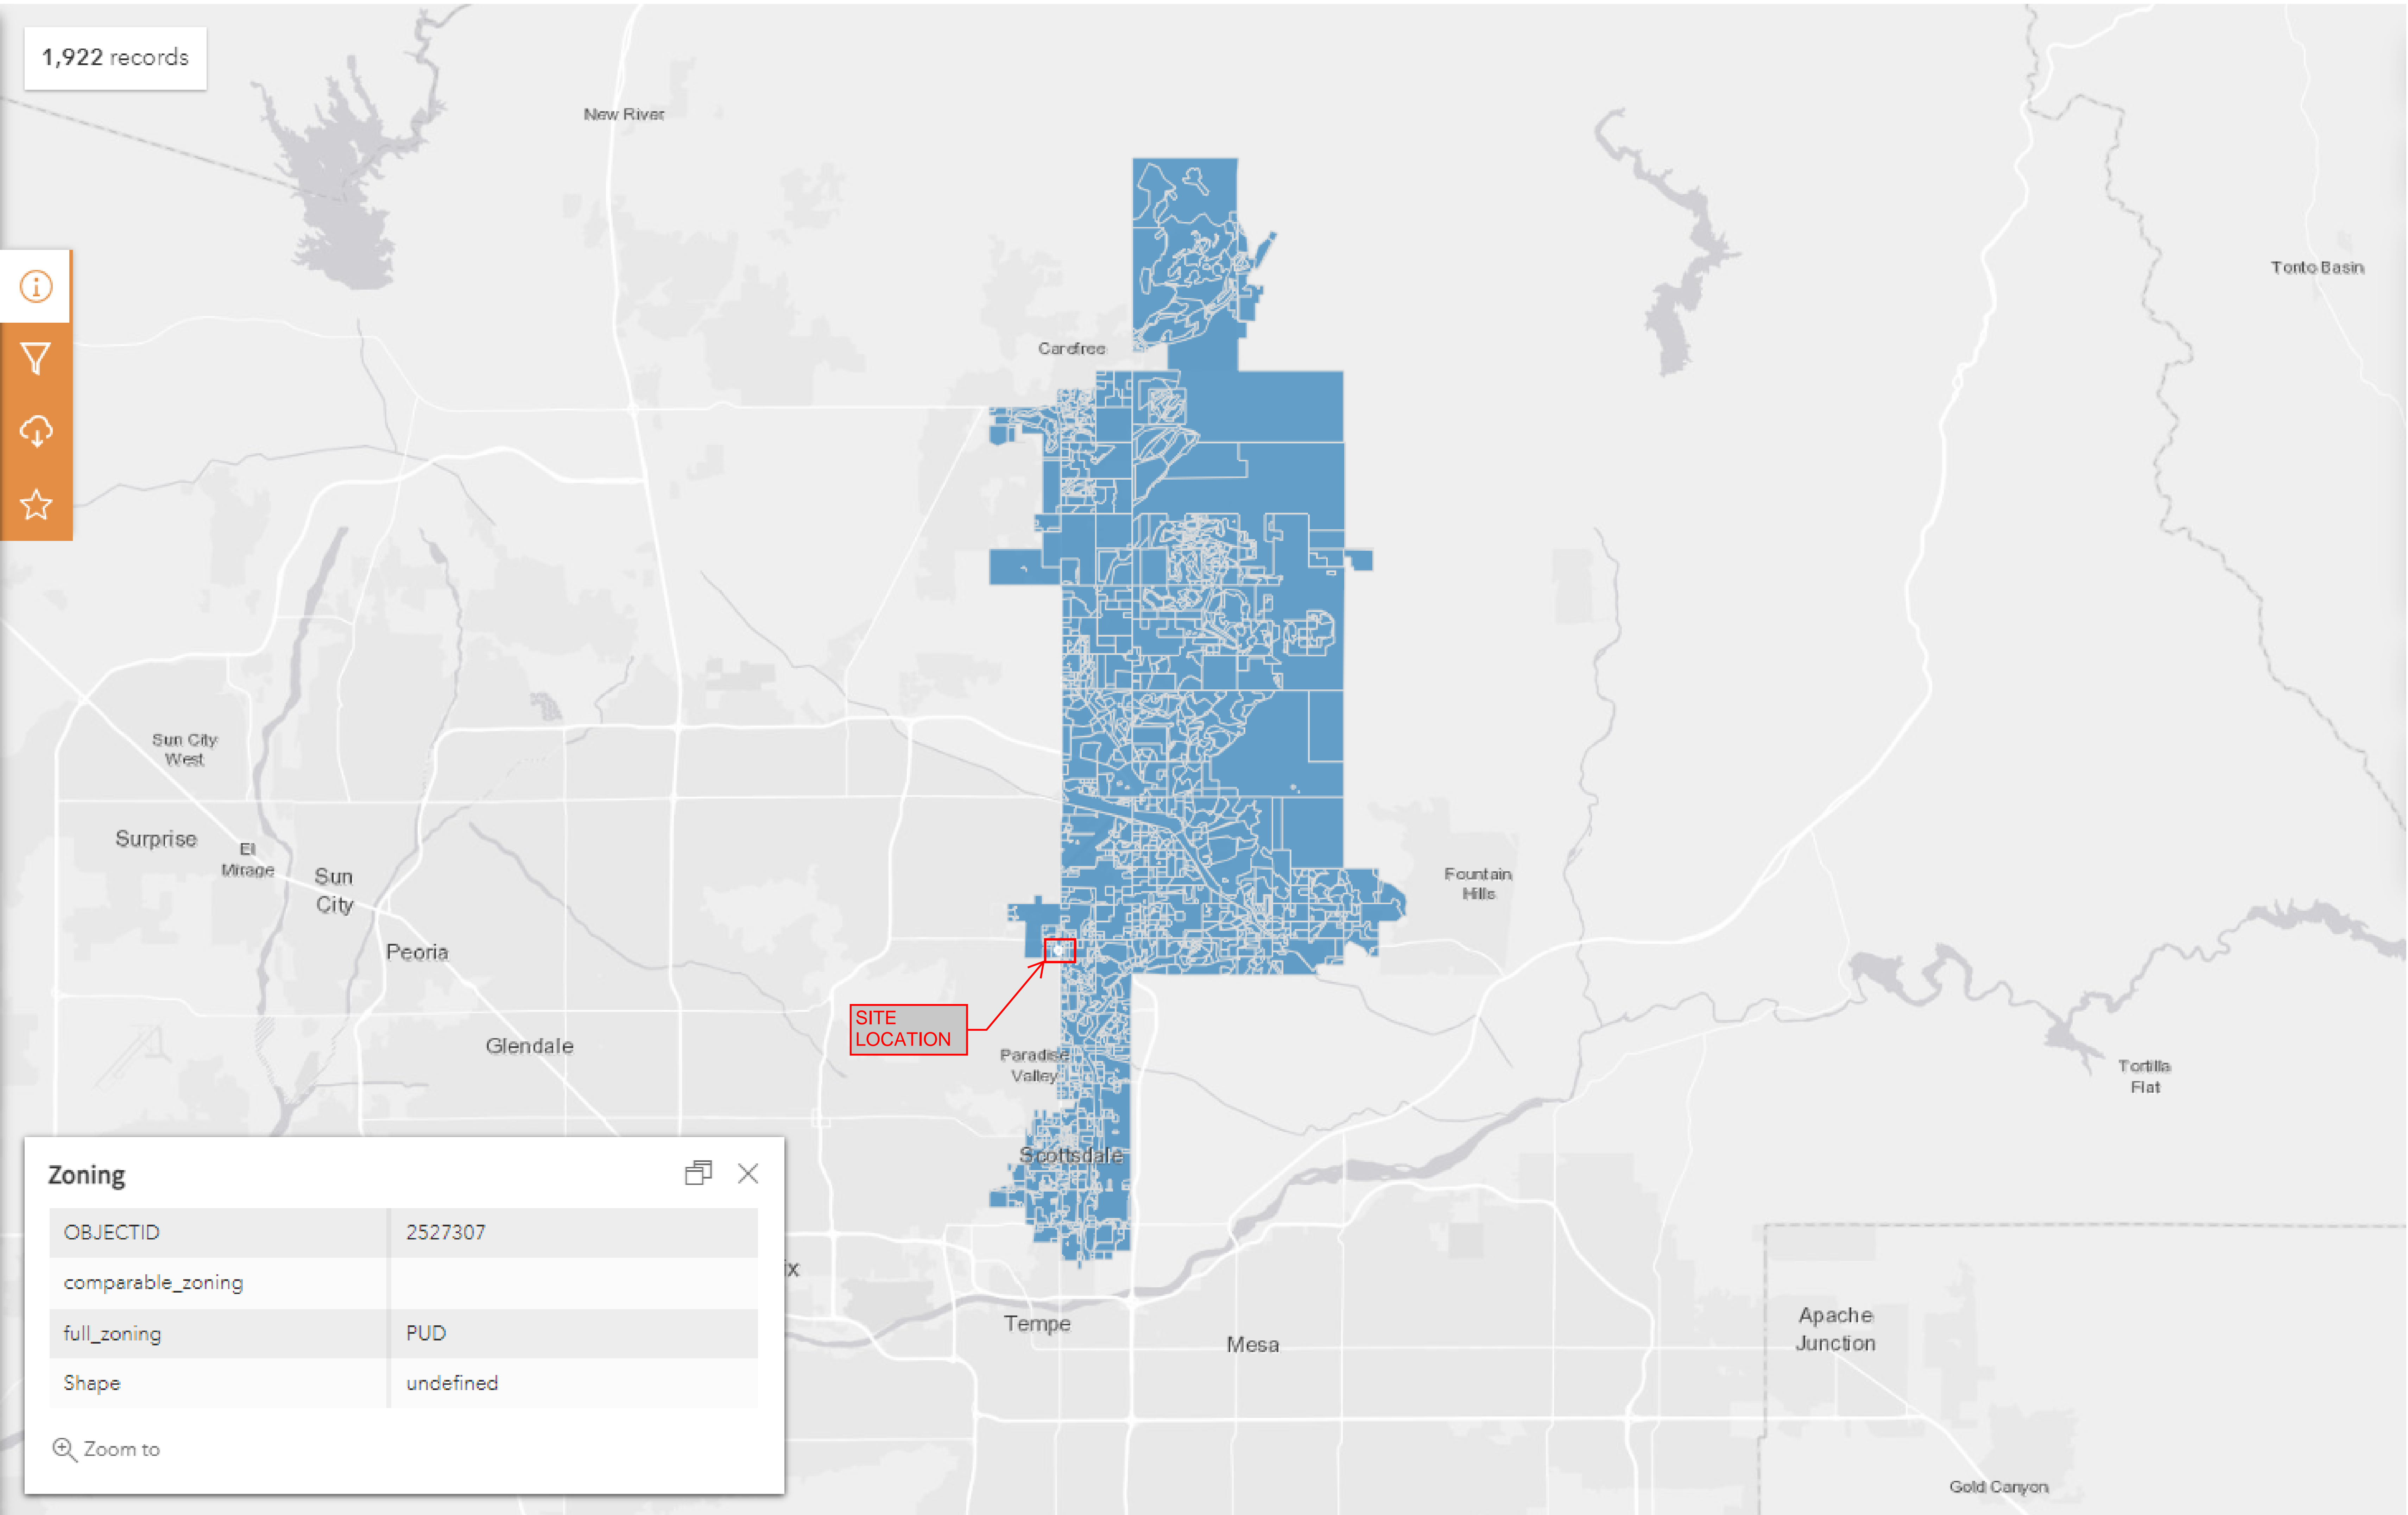 1,922 records
New River
Tonto Basin
Carefree
Sun City
West
Surprise
El
Mirage
Sun
City
Fountain
Hills
Peoria
SITE
LOCATION
Glendale
Paradise
Valley
Tortilla
Flat
Scottsdale
Zoning
OBJECTID 2527307
comparable_zoning
full_zoning PUD
Shape undefined
Zoom to
ix
Tempe
Mesa
Apache
Junction
Gold Canyon